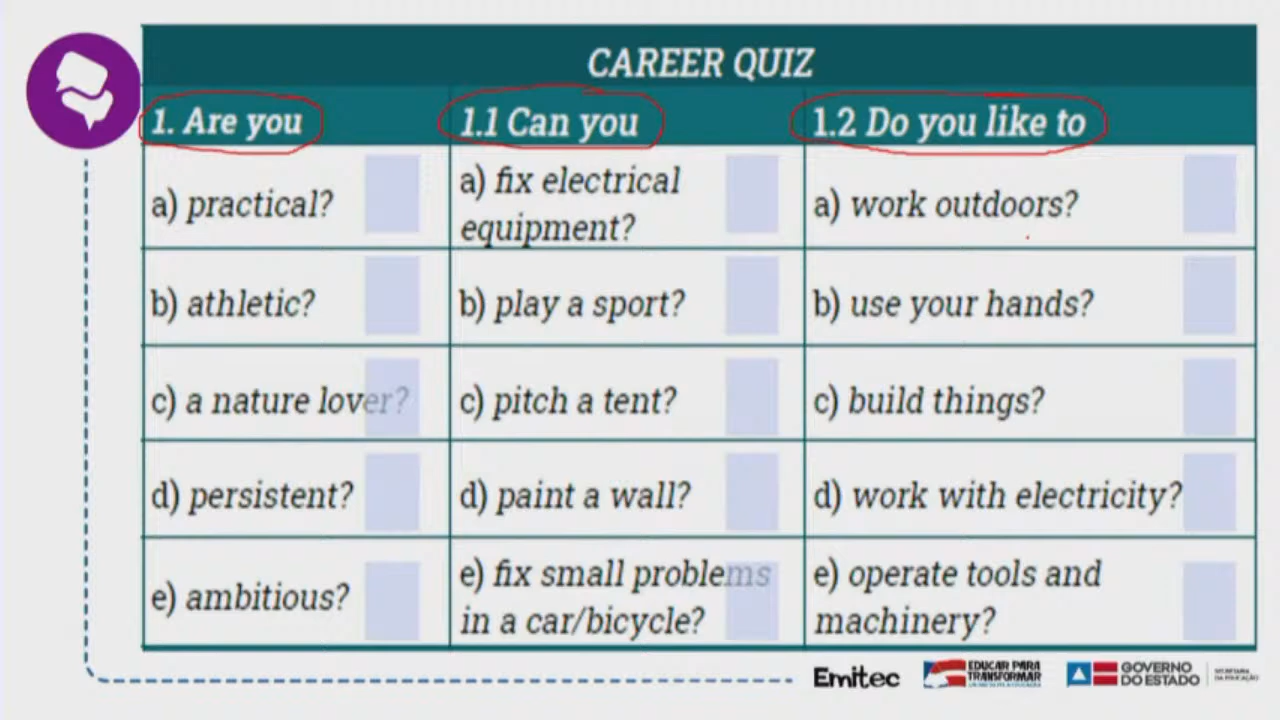 CAREER QUIZ
1. Are you
1.1 Can you
1.2 Do you like to
a) practical?
a) fix electrical
equipment?
a) work outdoors?
b) athletic?
b) play a sport?
b) use your hands?
c) a nature lover?
c) pitch a tent?
c) build things?
d) persistent?
d) paint a wall?
d) work with electricity?
e) ambitious?
e) fix small problems
in a car/bicycle?
e) operate tools and
machinery?
Emitec
EDUCAR PARA
TRANSFORMAR
GOVERNO
DO ESTADO
SECRETARIA
DA EDUCAÇÃO